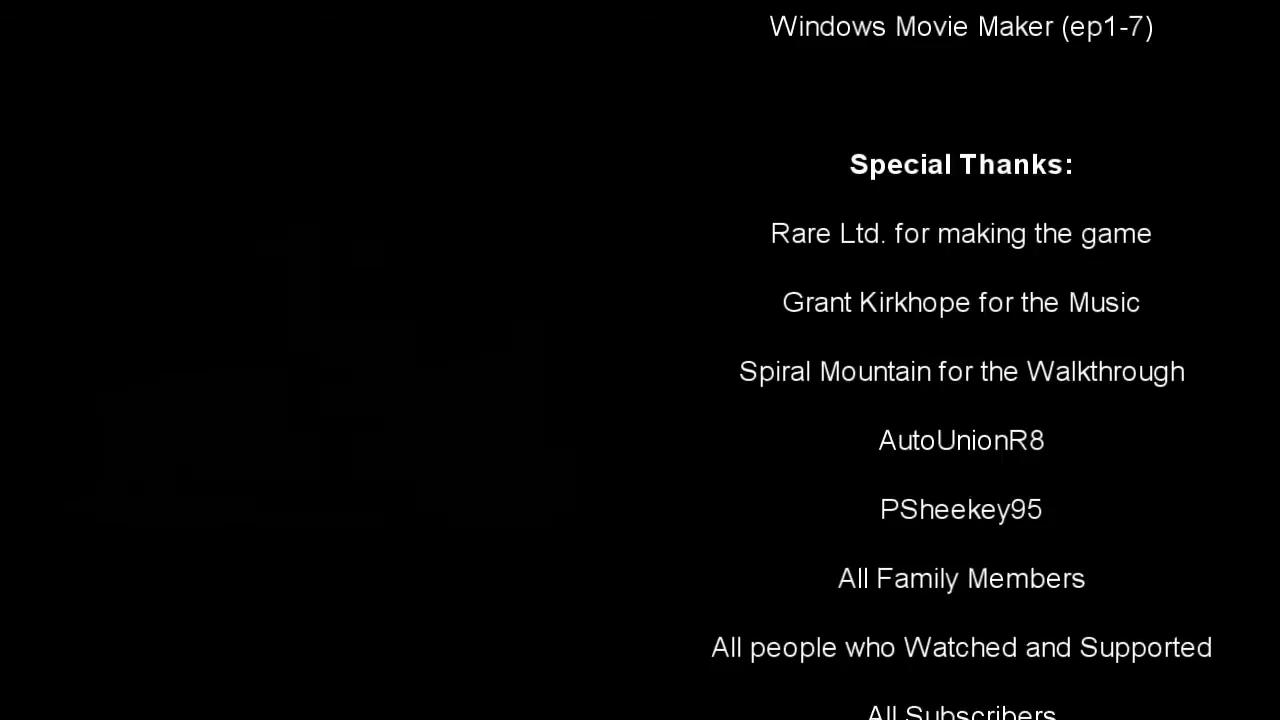 Windows Movie Maker (ep1-7)
Special Thanks:
Rare Ltd. for making the game
Grant Kirkhope for the Music
Spiral Mountain for the Walkthrough
AutoUnionR8
PSheekey95
All Family Members
All people who Watched and Supported
All Subscribers